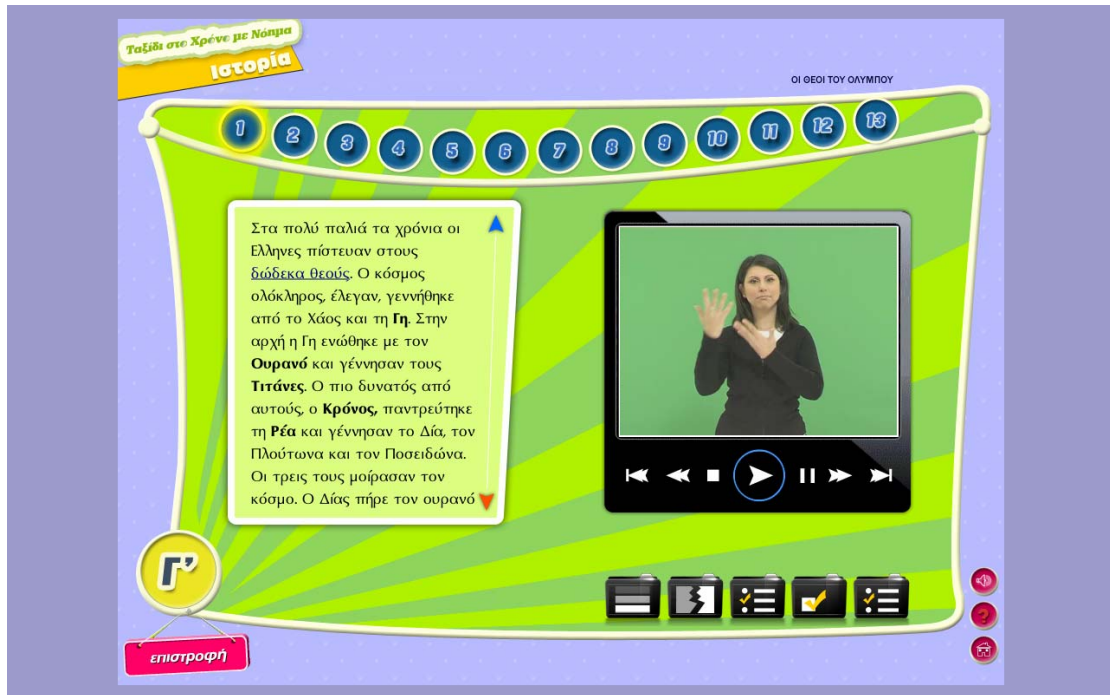 Ταξίδι στο Χρόνο με Νόημα
Ιστορία
ΟΙ ΘΕΟΙ ΤΟΥ ΟΛΥΜΠΟΥ
1 2 3 4 5 6 7 8 9 10 11 12 13
Στα πολύ παλιά τα χρόνια οι
Ελληνες πίστευαν στους
δώδεκα θεούς. Ο κόσμος
ολόκληρος, έλεγαν, γεννήθηκε
από το Χάος και τη Γη. Στην
αρχή η Γη ενώθηκε με τον
Ουρανό και γέννησαν τους
Τιτάνες. Ο πιο δυνατός από
αυτούς, ο Κρόνος, παντρεύτηκε
τη Ρέα και γέννησαν το Δία, τον
Πλούτωνα και τον Ποσειδώνα.
Οι τρεις τους μοίρασαν τον
κόσμο. Ο Δίας πήρε τον ουρανό
Γ'
επιστροφή
?